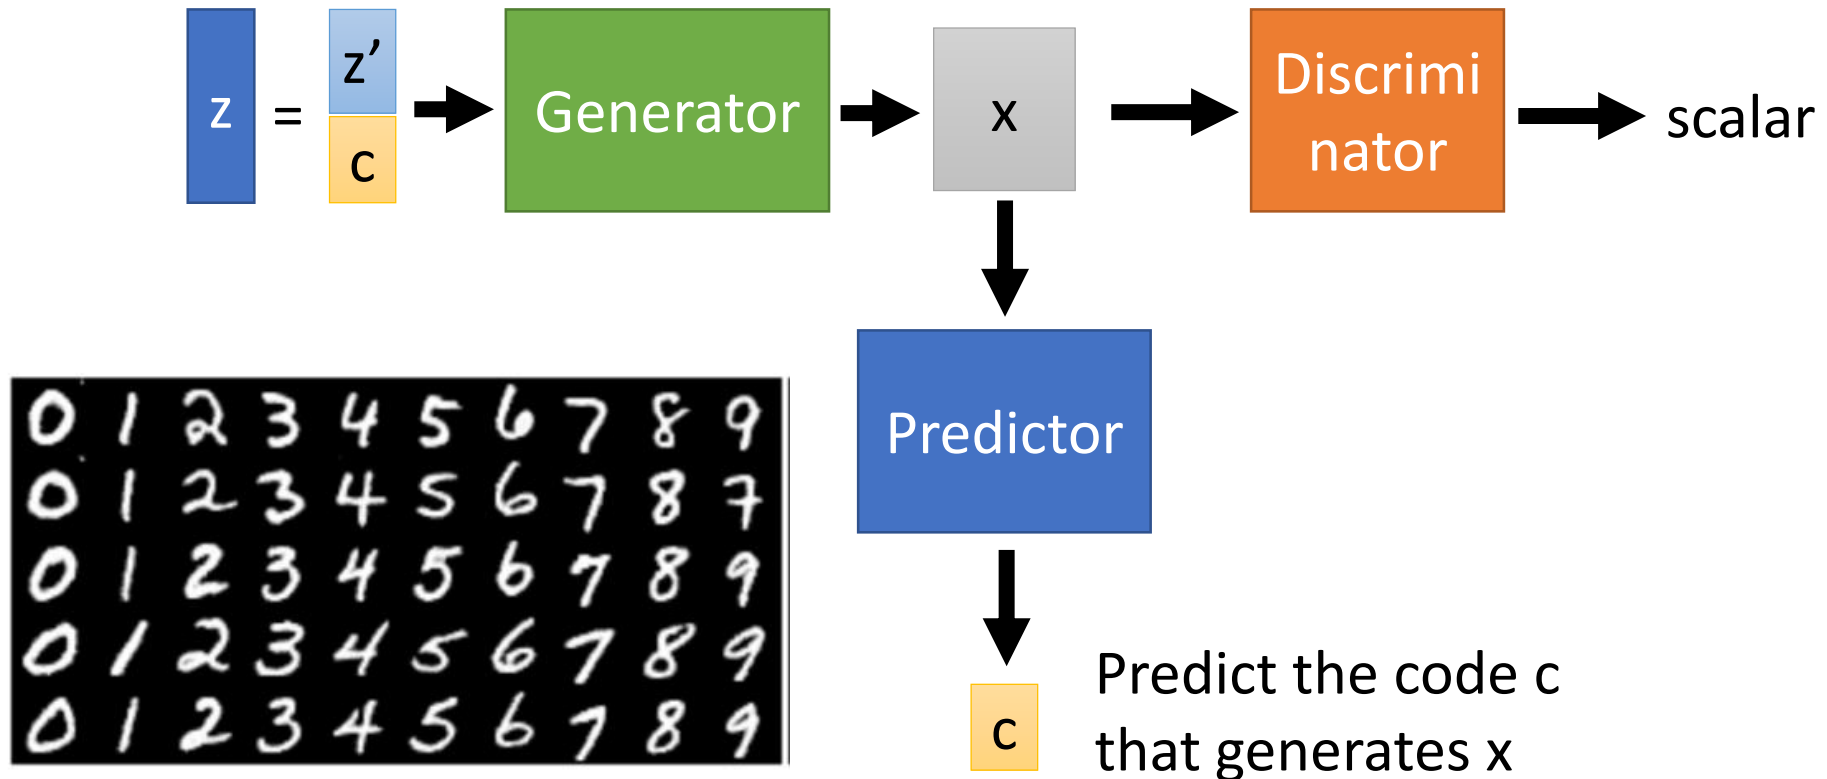 z = z’ c Generator x Discrimi
nator scalar
Predictor
c Predict the code c
that generates x
0 1 2 3 4 5 6 7 8 9
0 1 2 3 4 5 6 7 8 7
0 1 2 3 4 5 6 7 8 9
0 1 2 3 4 5 6 7 8 9
0 1 2 3 4 5 6 7 8 9